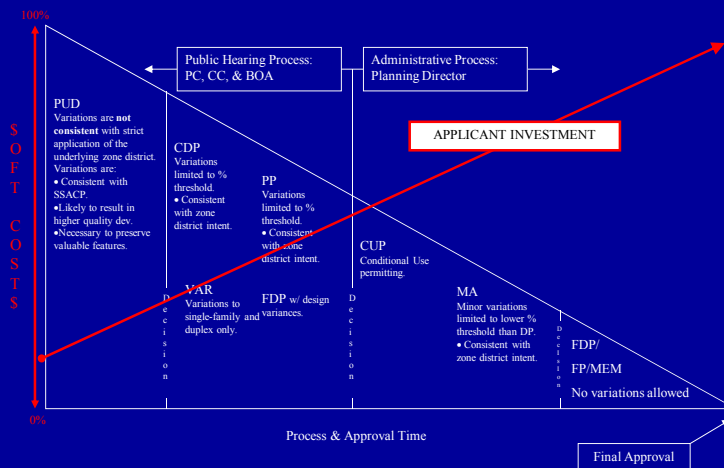 100%
Public Hearing Process:
PC, CC, & BOA
Administrative Process:
Planning Director
APPLICANT INVESTMENT
SOFT COSTS
PUD
Variations are not
consistent with strict
application of the
underlying zone district.
Variations are:
• Consistent with
SSACP.
•Likely to result in
higher quality dev.
•Necessary to preserve
valuable features.
CDP
Variations
limited to %
threshold.
• Consistent
with zone
district intent.
PP
Variations
limited to %
threshold.
• Consistent
with zone
district intent.
CUP
Conditional Use
permitting.
VAR
Variations to
single-family and
duplex only.
FDP w/ design
variances.
MA
Minor variations
limited to lower %
threshold than DP.
• Consistent with
zone district intent.
FDP/
FP/MEM
No variations allowed
Decision
Decision
Decision
0%
Process & Approval Time
Final Approval